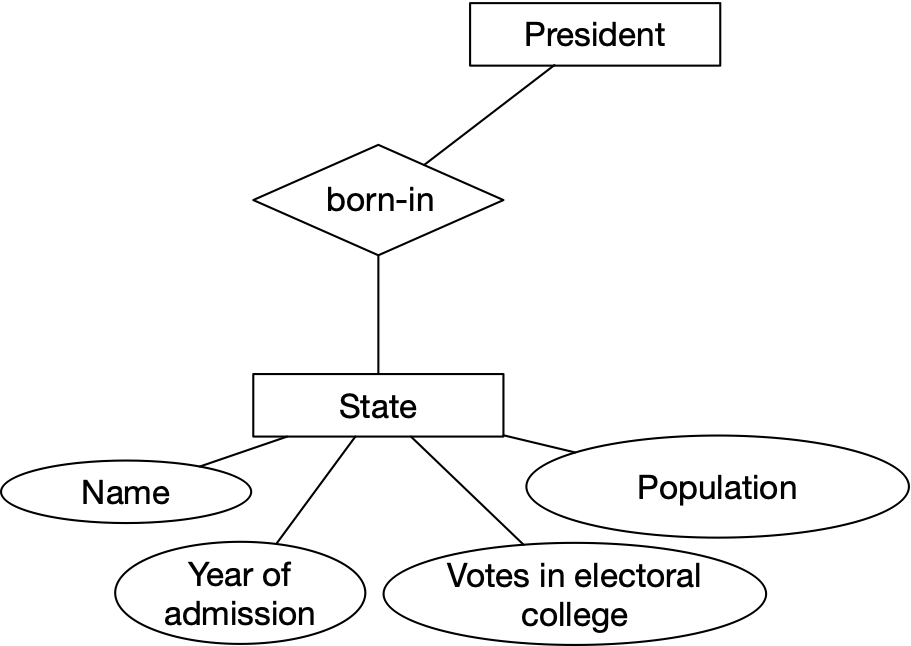 President
born-in
State
Name
Population
Year of
admission
Votes in electoral
college